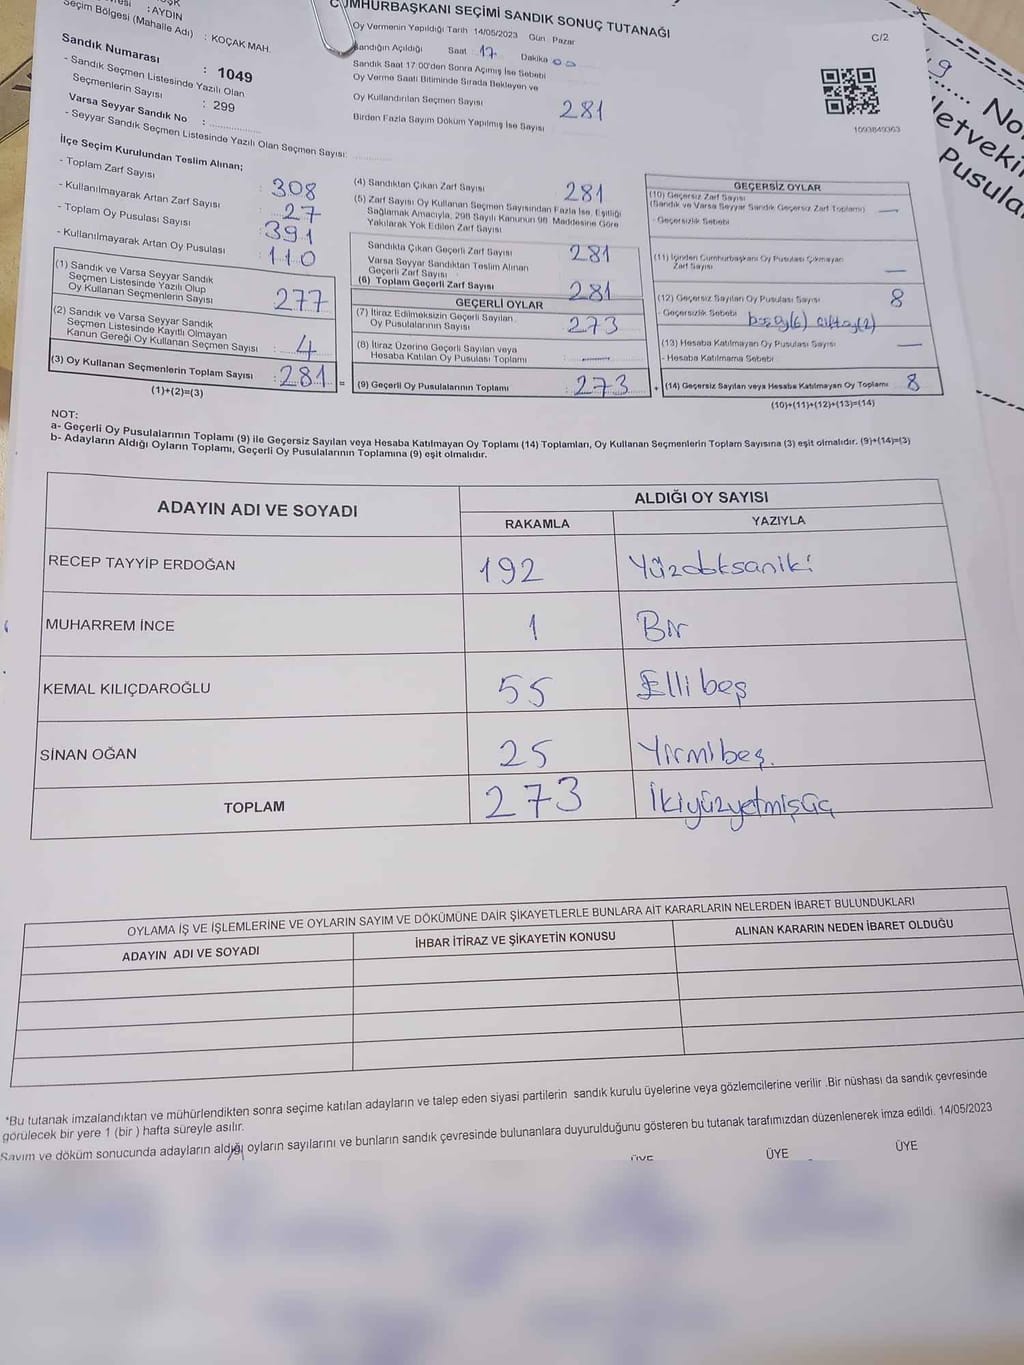 : AYDIN
Seçim Bölgesi (Mahalle Adı) : KOÇAK MAH.
Sandık Numarası : 1049
- Sandık Seçmen Listesinde Yazılı Olan
Seçmenlerin Sayısı : 299
Varsa Seyyar Sandık No :
- Seyyar Sandık Seçmen Listesinde Yazılı Olan Seçmen Sayısı:
İlçe Seçim Kurulundan Teslim Alınan;
- Toplam Zarf Sayısı : 308
- Kullanılmayarak Artan Zarf Sayısı : 27
- Toplam Oy Pusulası Sayısı : 391
- Kullanılmayarak Artan Oy Pusulası : 110
(1) Sandık ve Varsa Seyyar Sandık
Seçmen Listesinde Yazılı Olup
Oy Kullanan Seçmenlerin Sayısı : 277
(2) Sandık ve Varsa Seyyar Sandık
Seçmen Listesinde Kayıtlı Olmayan
Kanun Gereği Oy Kullanan Seçmen Sayısı : 4
(3) Oy Kullanan Seçmenlerin Toplam Sayısı : 281 =
(1)+(2)=(3)
CUMHURBAŞKANI SEÇİMİ SANDIK SONUÇ TUTANAĞI
Oy Vermenin Yapıldığı Tarih 14/05/2023 Gün : Pazar
Sandığın Açıldığı Saat 17 Dakika 00
Sandık Saat 17:00'den Sonra Açımış İse Sebebi
Oy Verme Saati Bitiminde Sırada Bekleyen ve
Oy Kullandırılan Seçmen Sayısı 281
Birden Fazla Sayım Döküm Yapılmış İse Sayısı
C/2
1093849363
(4) Sandıktan Çıkan Zarf Sayısı 281
(5) Zarf Sayısı Oy Kullanan Seçmen Sayısından Fazla İse, Eşitliği
Sağlamak Amacıyla, 298 Sayılı Kanunun 98. Maddesine Göre
Yakılarak Yok Edilen Zarf Sayısı
Sandıkta Çıkan Geçerli Zarf Sayısı 281
Varsa Seyyar Sandıktan Teslim Alınan
Geçerli Zarf Sayısı
(6) Toplam Geçerli Zarf Sayısı 281
GEÇERLİ OYLAR
(7) İtiraz Edilmeksizin Geçerli Sayılan
Oy Pusulalarının Sayısı : 273
(8) İtiraz Üzerine Geçerli Sayılan veya
Hesaba Katılan Oy Pusulası Toplamı :
(9) Geçerli Oy Pusulalarının Toplamı : 273 +
GEÇERSİZ OYLAR
(10) Geçersiz Zarf Sayısı
(Sandık ve Varsa Seyyar Sandık Geçersiz Zarf Toplamı) —
- Geçersizlik Sebebi
(11) İçinden Cumhurbaşkanı Oy Pusulası Çıkmayan
Zarf Sayısı —
(12) Geçersiz Sayılan Oy Pusulası Sayısı 8
- Geçersizlik Sebebi (6) (2)
(13) Hesaba Katılmayan Oy Pusulası Sayısı —
- Hesaba Katılmama Sebebi
(14) Geçersiz Sayılan veya Hesaba Katılmayan Oy Toplamı 8
(10)+(11)+(12)+(13)=(14)
NOT:
a- Geçerli Oy Pusulalarının Toplamı (9) ile Geçersiz Sayılan veya Hesaba Katılmayan Oy Toplamı (14) Toplamları, Oy Kullanan Seçmenlerin Toplam Sayısına (3) eşit olmalıdır. (9)+(14)=(3)
b- Adayların Aldığı Oyların Toplamı, Geçerli Oy Pusulalarının Toplamına (9) eşit olmalıdır.
ADAYIN ADI VE SOYADI
ALDIĞI OY SAYISI
RAKAMLA YAZIYLA
RECEP TAYYİP ERDOĞAN 192 Yüzdoksaniki
MUHARREM İNCE 1 Bir
KEMAL KILIÇDAROĞLU 55 Elli beş
SİNAN OĞAN 25 Yirmibeş.
TOPLAM 273 İkiyüzyetmişüç
OYLAMA İŞ VE İŞLEMLERİNE VE OYLARIN SAYIM VE DÖKÜMÜNE DAİR ŞİKAYETLERLE BUNLARA AİT KARARLARIN NELERDEN İBARET BULUNDUKLARI
ADAYIN ADI VE SOYADI İHBAR İTİRAZ VE ŞİKAYETİN KONUSU ALINAN KARARIN NEDEN İBARET OLDUĞU
*Bu tutanak imzalandıktan ve mühürlendikten sonra seçime katılan adayların ve talep eden siyasi partilerin sandık kurulu üyelerine veya gözlemcilerine verilir .Bir nüshası da sandık çevresinde
görülecek bir yere 1 (bir ) hafta süreyle asılır.
Sayım ve döküm sonucunda adayların aldığı oyların sayılarını ve bunların sandık çevresinde bulunanlara duyurulduğunu gösteren bu tutanak tarafımızdan düzenlenerek imza edildi. 14/05/2023
ÜYE ÜYE ÜYE
9